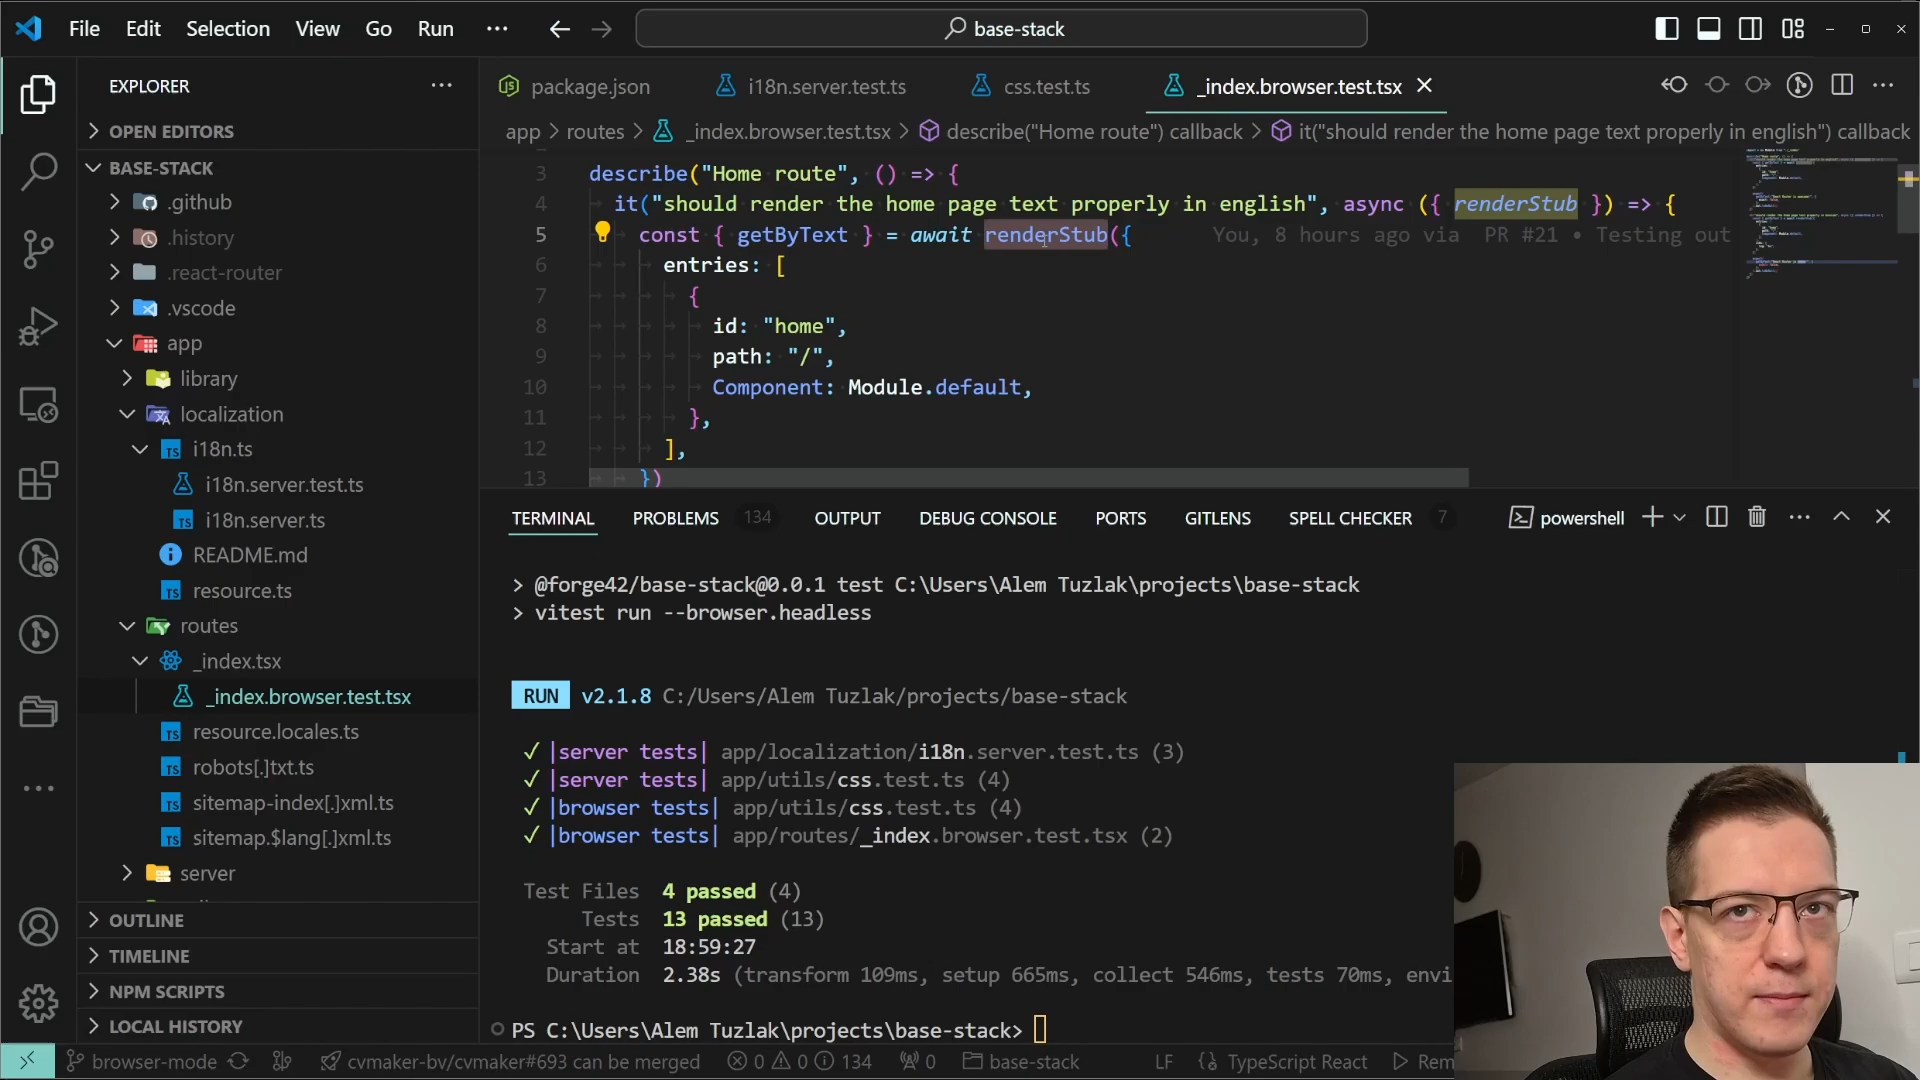 File Edit Selection View Go Run ··· base-stack
EXPLORER ···
OPEN EDITORS
BASE-STACK
.github
.history
.react-router
.vscode
app
library
localization
i18n.ts
i18n.server.test.ts
i18n.server.ts
README.md
resource.ts
routes
_index.tsx
_index.browser.test.tsx
resource.locales.ts
robots[.]txt.ts
sitemap-index[.]xml.ts
sitemap.$lang[.]xml.ts
server
OUTLINE
TIMELINE
NPM SCRIPTS
LOCAL HISTORY
package.json i18n.server.test.ts css.test.ts _index.browser.test.tsx
app > routes > _index.browser.test.tsx > describe("Home route") callback > it("should render the home page text properly in english") callback
3 describe("Home route", () => {
4 it("should render the home page text properly in english", async ({ renderStub }) => {
5 const { getByText } = await renderStub({ You, 8 hours ago via PR #21 • Testing out
6 entries: [
7 {
8 id: "home",
9 path: "/",
10 Component: Module.default,
11 },
12 ],
13 })
TERMINAL PROBLEMS 134 OUTPUT DEBUG CONSOLE PORTS GITLENS SPELL CHECKER 7 powershell
> @forge42/base-stack@0.0.1 test C:\Users\Alem Tuzlak\projects\base-stack
> vitest run --browser.headless
RUN v2.1.8 C:/Users/Alem Tuzlak/projects/base-stack
✓ |server tests| app/localization/i18n.server.test.ts (3)
✓ |server tests| app/utils/css.test.ts (4)
✓ |browser tests| app/utils/css.test.ts (4)
✓ |browser tests| app/routes/_index.browser.test.tsx (2)
Test Files 4 passed (4)
Tests 13 passed (13)
Start at 18:59:27
Duration 2.38s (transform 109ms, setup 665ms, collect 546ms, tests 70ms, envi
PS C:\Users\Alem Tuzlak\projects\base-stack>
browser-mode cvmaker-bv/cvmaker#693 can be merged 0 0 134 0 base-stack LF TypeScript React Rem